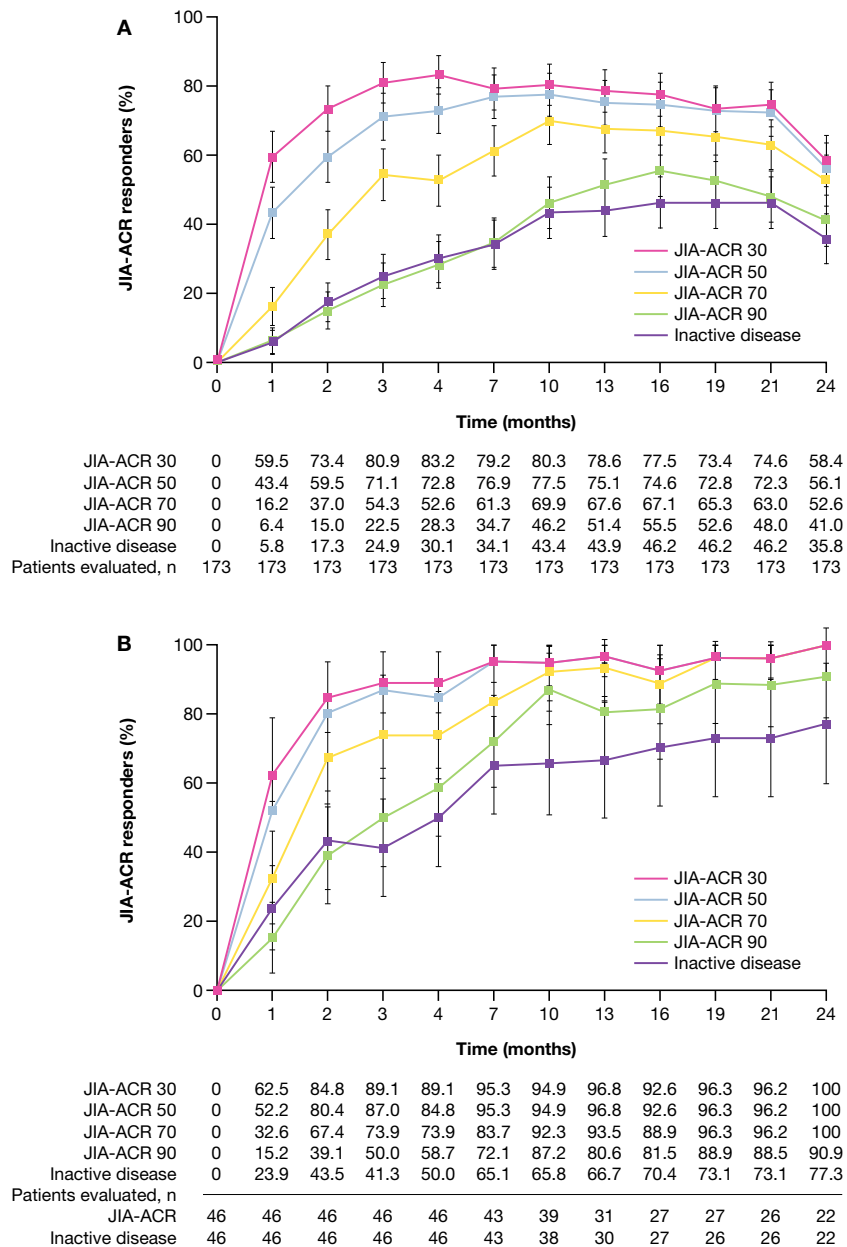 A
100
80
60
40
20
0
JIA-ACR responders (%)
JIA-ACR 30
JIA-ACR 50
JIA-ACR 70
JIA-ACR 90
Inactive disease
0 1 2 3 4 7 10 13 16 19 21 24
Time (months)
JIA-ACR 30 0 59.5 73.4 80.9 83.2 79.2 80.3 78.6 77.5 73.4 74.6 58.4
JIA-ACR 50 0 43.4 59.5 71.1 72.8 76.9 77.5 75.1 74.6 72.8 72.3 56.1
JIA-ACR 70 0 16.2 37.0 54.3 52.6 61.3 69.9 67.6 67.1 65.3 63.0 52.6
JIA-ACR 90 0 6.4 15.0 22.5 28.3 34.7 46.2 51.4 55.5 52.6 48.0 41.0
Inactive disease 0 5.8 17.3 24.9 30.1 34.1 43.4 43.9 46.2 46.2 46.2 35.8
Patients evaluated, n 173 173 173 173 173 173 173 173 173 173 173 173
B
100
80
60
40
20
0
JIA-ACR responders (%)
JIA-ACR 30
JIA-ACR 50
JIA-ACR 70
JIA-ACR 90
Inactive disease
0 1 2 3 4 7 10 13 16 19 21 24
Time (months)
JIA-ACR 30 0 62.5 84.8 89.1 89.1 95.3 94.9 96.8 92.6 96.3 96.2 100
JIA-ACR 50 0 52.2 80.4 87.0 84.8 95.3 94.9 96.8 92.6 96.3 96.2 100
JIA-ACR 70 0 32.6 67.4 73.9 73.9 83.7 92.3 93.5 88.9 96.3 96.2 100
JIA-ACR 90 0 15.2 39.1 50.0 58.7 72.1 87.2 80.6 81.5 88.9 88.5 90.9
Inactive disease 0 23.9 43.5 41.3 50.0 65.1 65.8 66.7 70.4 73.1 73.1 77.3
Patients evaluated, n
JIA-ACR 46 46 46 46 46 43 39 31 27 27 26 22
Inactive disease 46 46 46 46 46 43 38 30 27 26 26 22